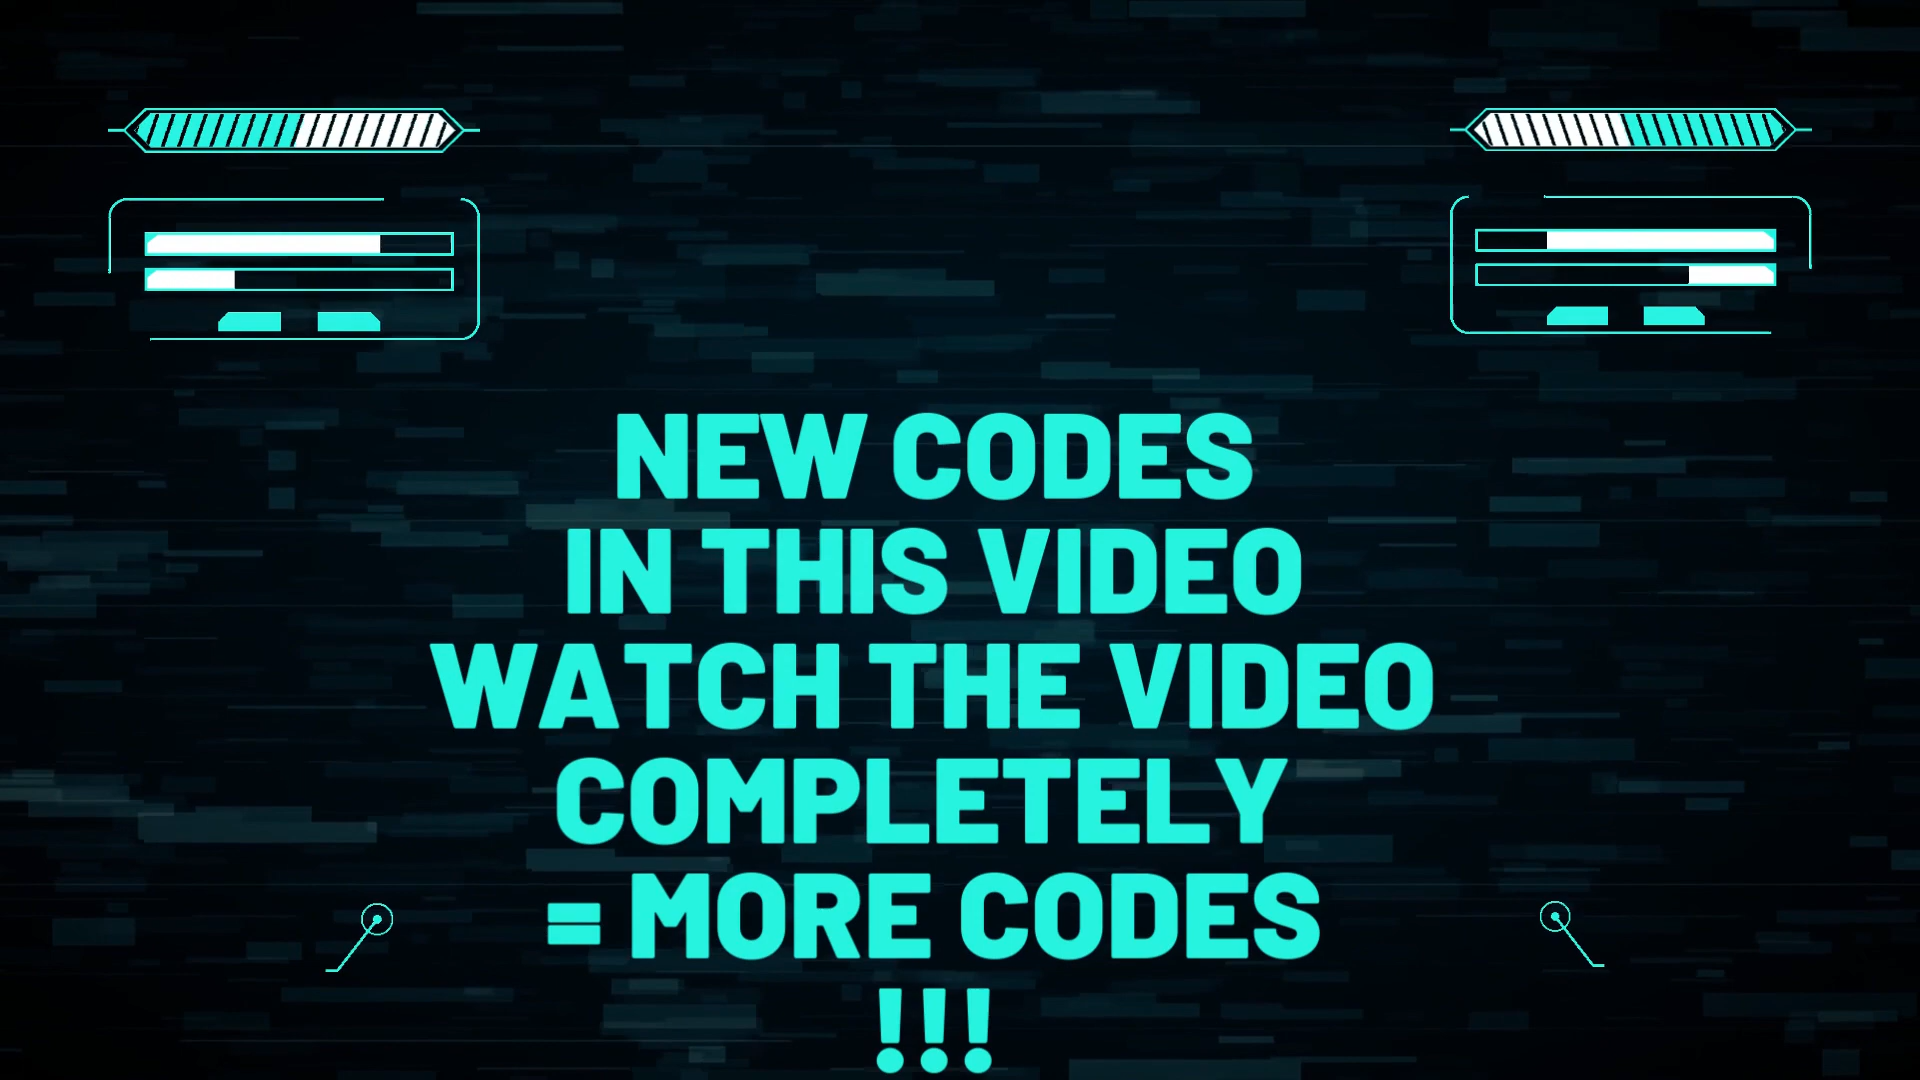 NEW CODES
IN THIS VIDEO
WATCH THE VIDEO
COMPLETELY
= MORE CODES
!!!